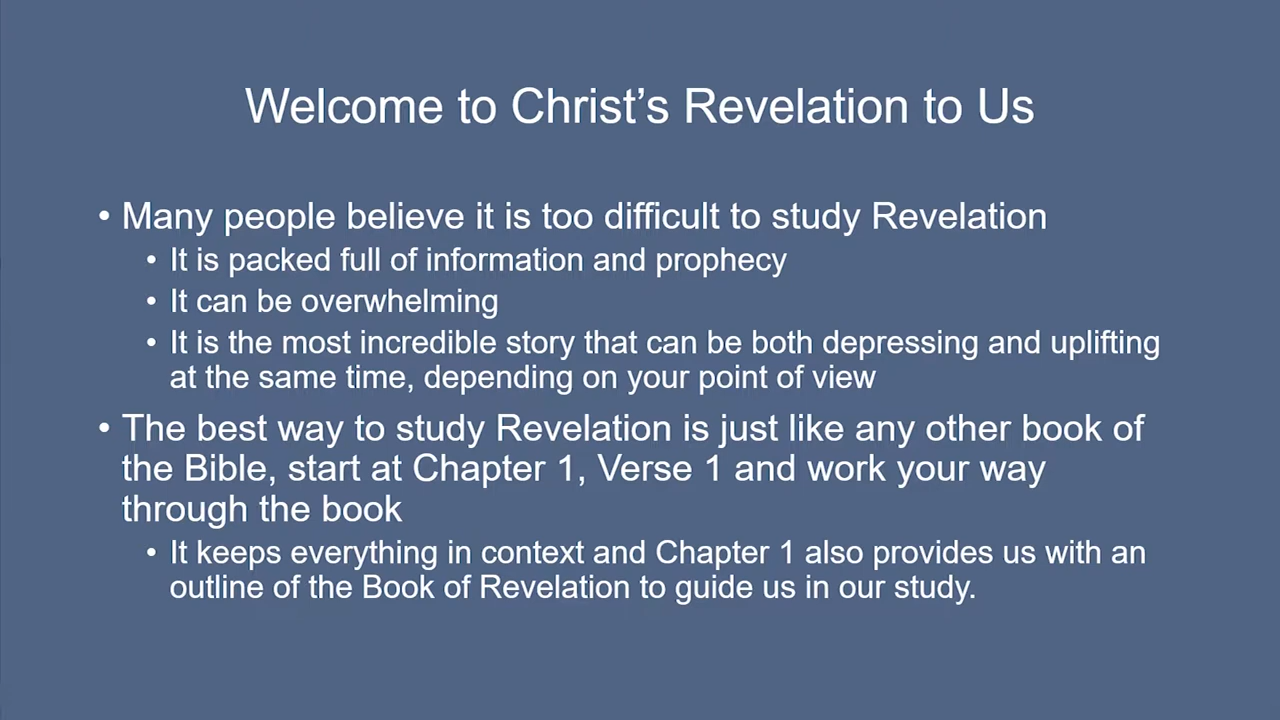 Welcome to Christ’s Revelation to Us
• Many people believe it is too difficult to study Revelation
• It is packed full of information and prophecy
• It can be overwhelming
• It is the most incredible story that can be both depressing and uplifting
at the same time, depending on your point of view
• The best way to study Revelation is just like any other book of
the Bible, start at Chapter 1, Verse 1 and work your way
through the book
• It keeps everything in context and Chapter 1 also provides us with an
outline of the Book of Revelation to guide us in our study.